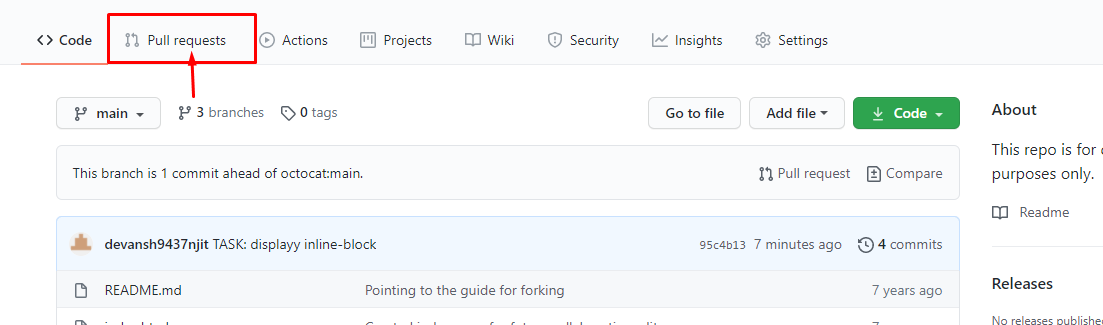 Code Pull requests Actions Projects Wiki Security Insights Settings
main 3 branches 0 tags Go to file Add file Code
This branch is 1 commit ahead of octocat:main. Pull request Compare
devansh9437njit TASK: displayy inline-block 95c4b13 7 minutes ago 4 commits
README.md Pointing to the guide for forking 7 years ago
About
This repo is for
purposes only.
Readme
Releases
No releases published